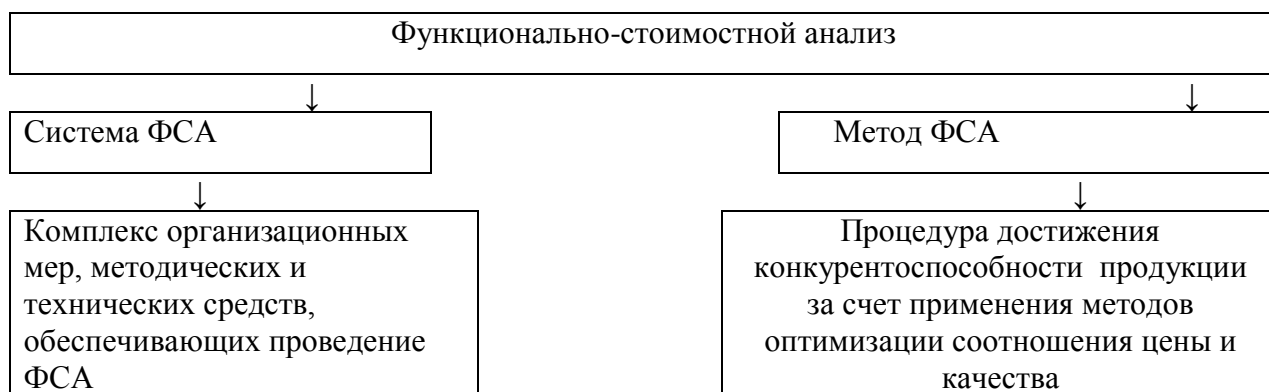 Функционально-стоимостной анализ
↓
↓
Система ФСА
Метод ФСА
↓
↓
Комплекс организационных
мер, методических и
технических средств,
обеспечивающих проведение
ФСА
Процедура достижения
конкурентоспособности продукции
за счет применения методов
оптимизации соотношения цены и
качества